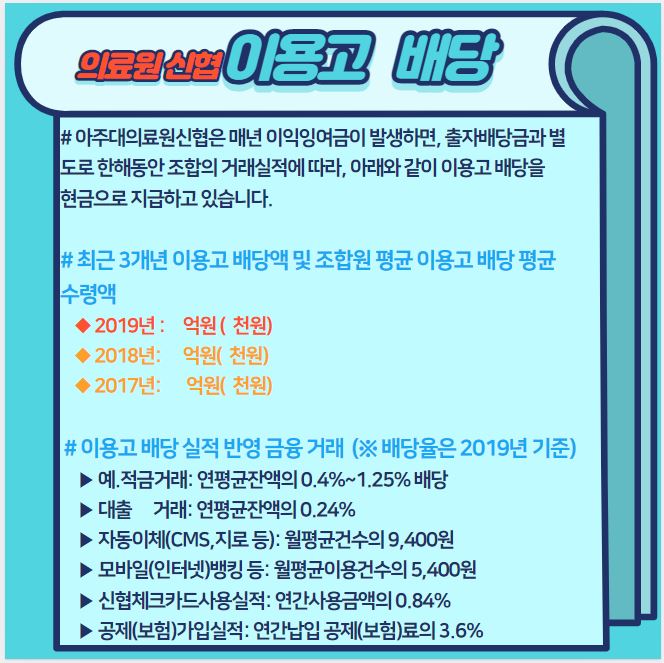 의료원 신협 이용고 배당
# 아주대의료원신협은 매년 이익잉여금이 발생하면, 출자배당금과 별
도로 한해동안 조합의 거래실적에 따라, 아래와 같이 이용고 배당을
현금으로 지급하고 있습니다.
# 최근 3개년 이용고 배당액 및 조합원 평균 이용고 배당 평균
수령액
◆ 2019년 : 억원 ( 천원)
◆ 2018년: 억원( 천원)
◆ 2017년: 억원( 천원)
# 이용고 배당 실적 반영 금융 거래 (※ 배당율은 2019년 기준)
▶ 예.적금거래: 연평균잔액의 0.4%~1.25% 배당
▶ 대출 거래: 연평균잔액의 0.24%
▶ 자동이체(CMS,지로 등): 월평균건수의 9,400원
▶ 모바일(인터넷)뱅킹 등: 월평균이용건수의 5,400원
▶ 신협체크카드사용실적: 연간사용금액의 0.84%
▶ 공제(보험)가입실적: 연간납입 공제(보험)료의 3.6%